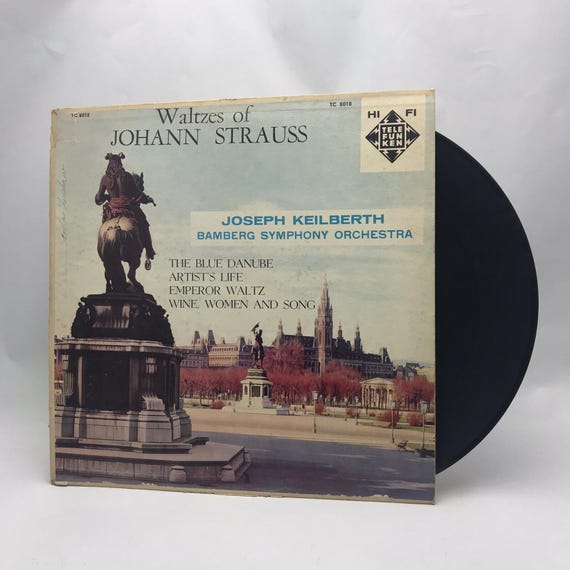 TC 8018
TC 8018
Waltzes of
JOHANN STRAUSS
HI FI
TELE
FUN
KEN
JOSEPH KEILBERTH
BAMBERG SYMPHONY ORCHESTRA
THE BLUE DANUBE
ARTIST'S LIFE
EMPEROR WALTZ
WINE, WOMEN AND SONG